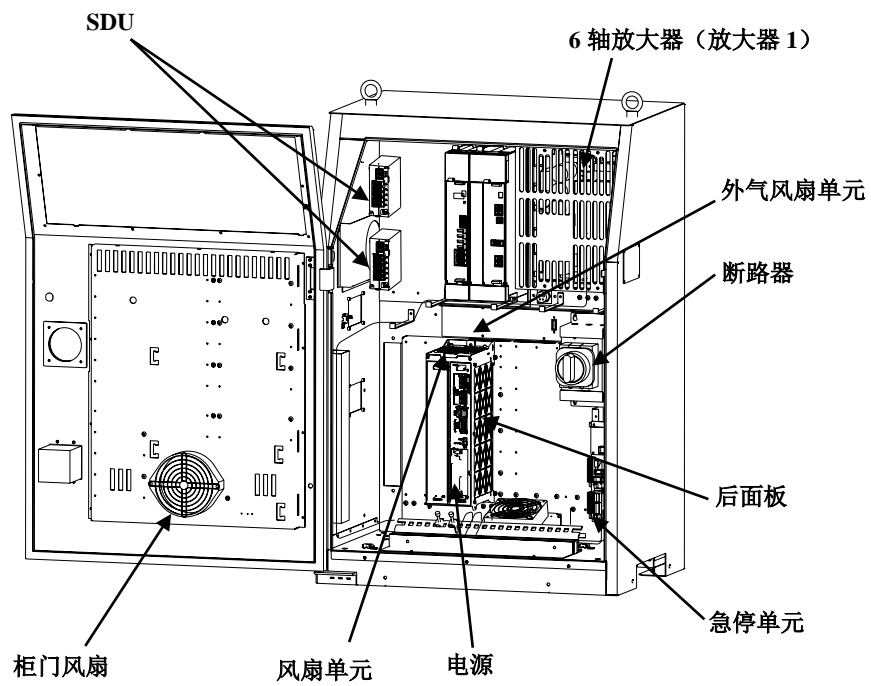 SDU
6 轴放大器（放大器 1）
外气风扇单元
断路器
后面板
急停单元
柜门风扇
风扇单元
电源